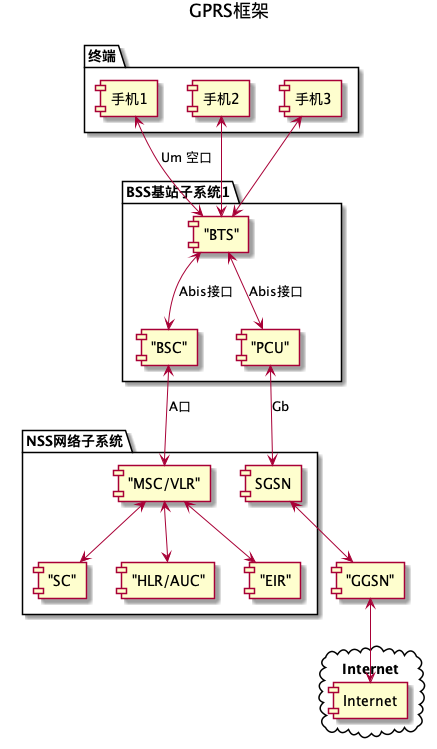 GPRS框架
终端
手机1
手机2
手机3
Um 空口
BSS基站子系统1
"BTS"
Abis接口
Abis接口
"BSC"
"PCU"
A口
Gb
NSS网络子系统
"MSC/VLR"
SGSN
"SC"
"HLR/AUC"
"EIR"
"GGSN"
Internet
Internet